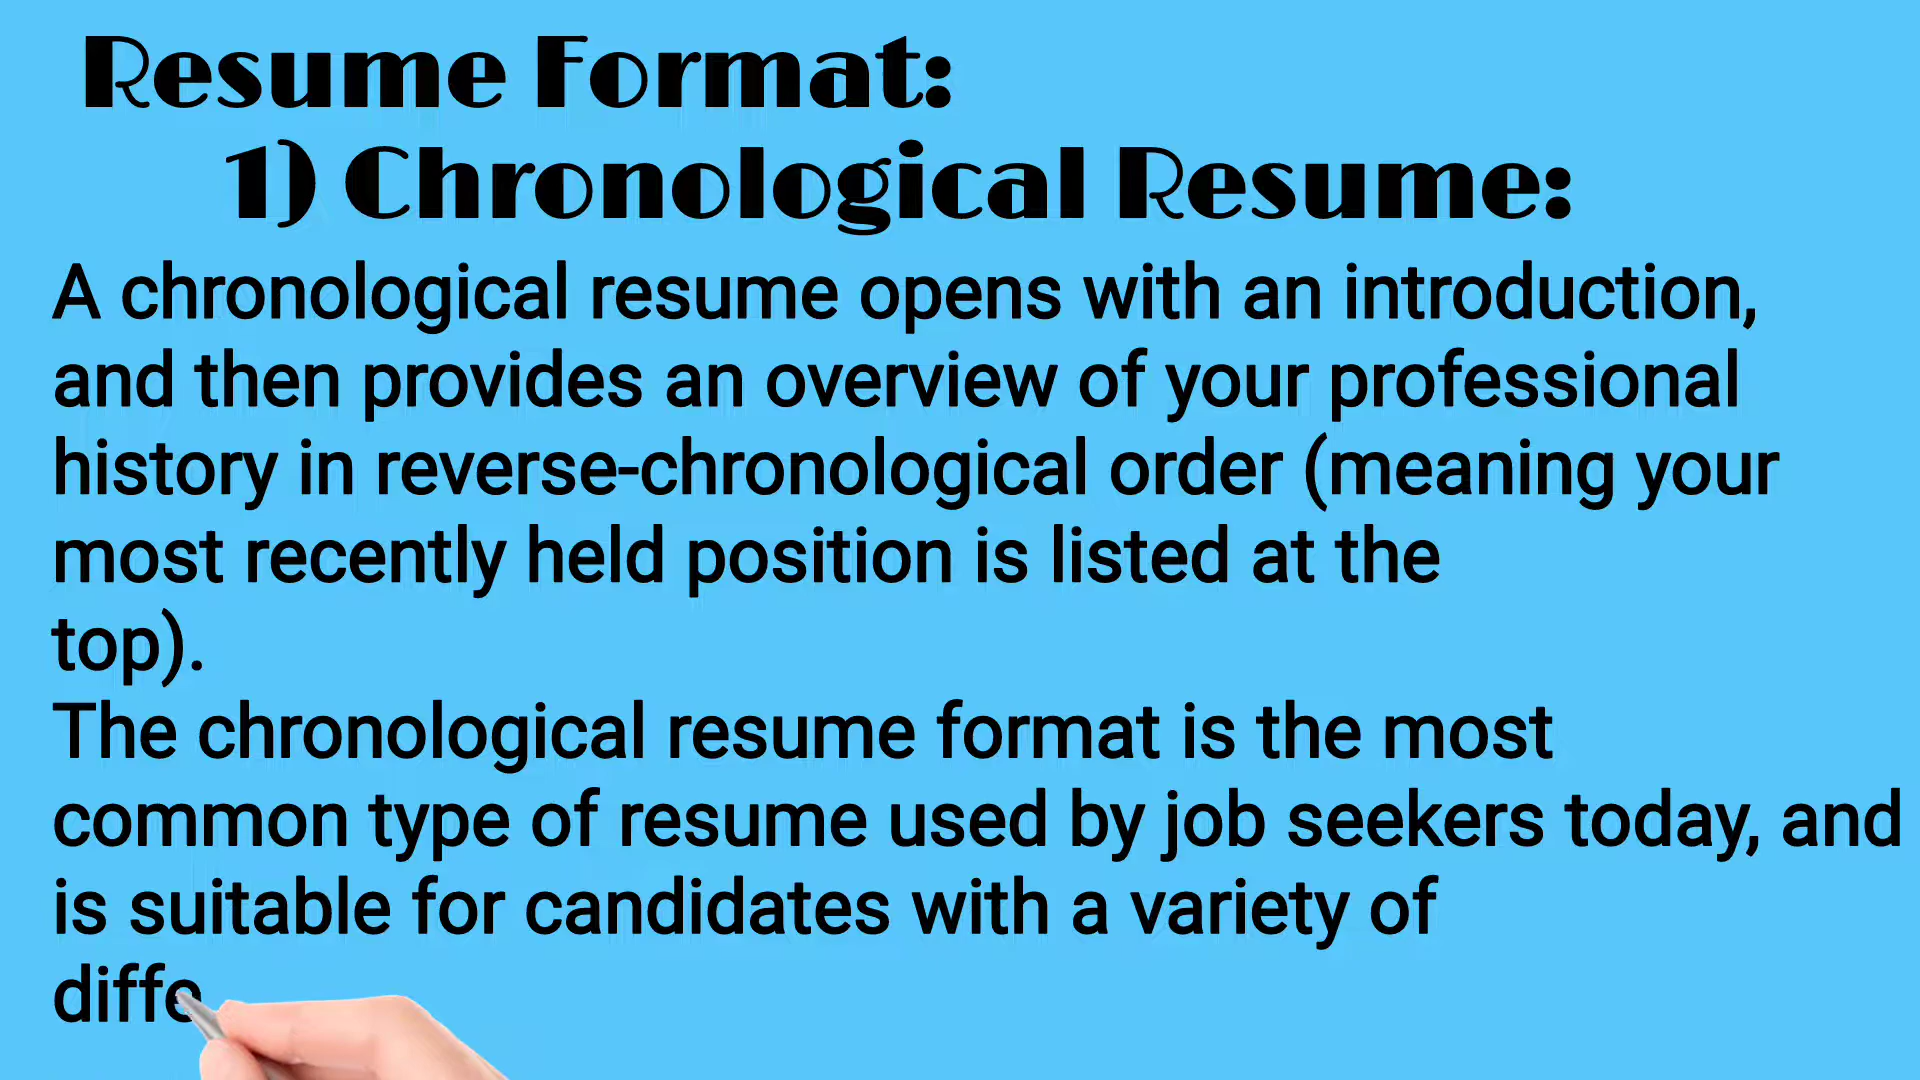 Resume Format:
1) Chronological Resume:
A chronological resume opens with an introduction,
and then provides an overview of your professional
history in reverse-chronological order (meaning your
most recently held position is listed at the
top).
The chronological resume format is the most
common type of resume used by job seekers today, and
is suitable for candidates with a variety of
diffe